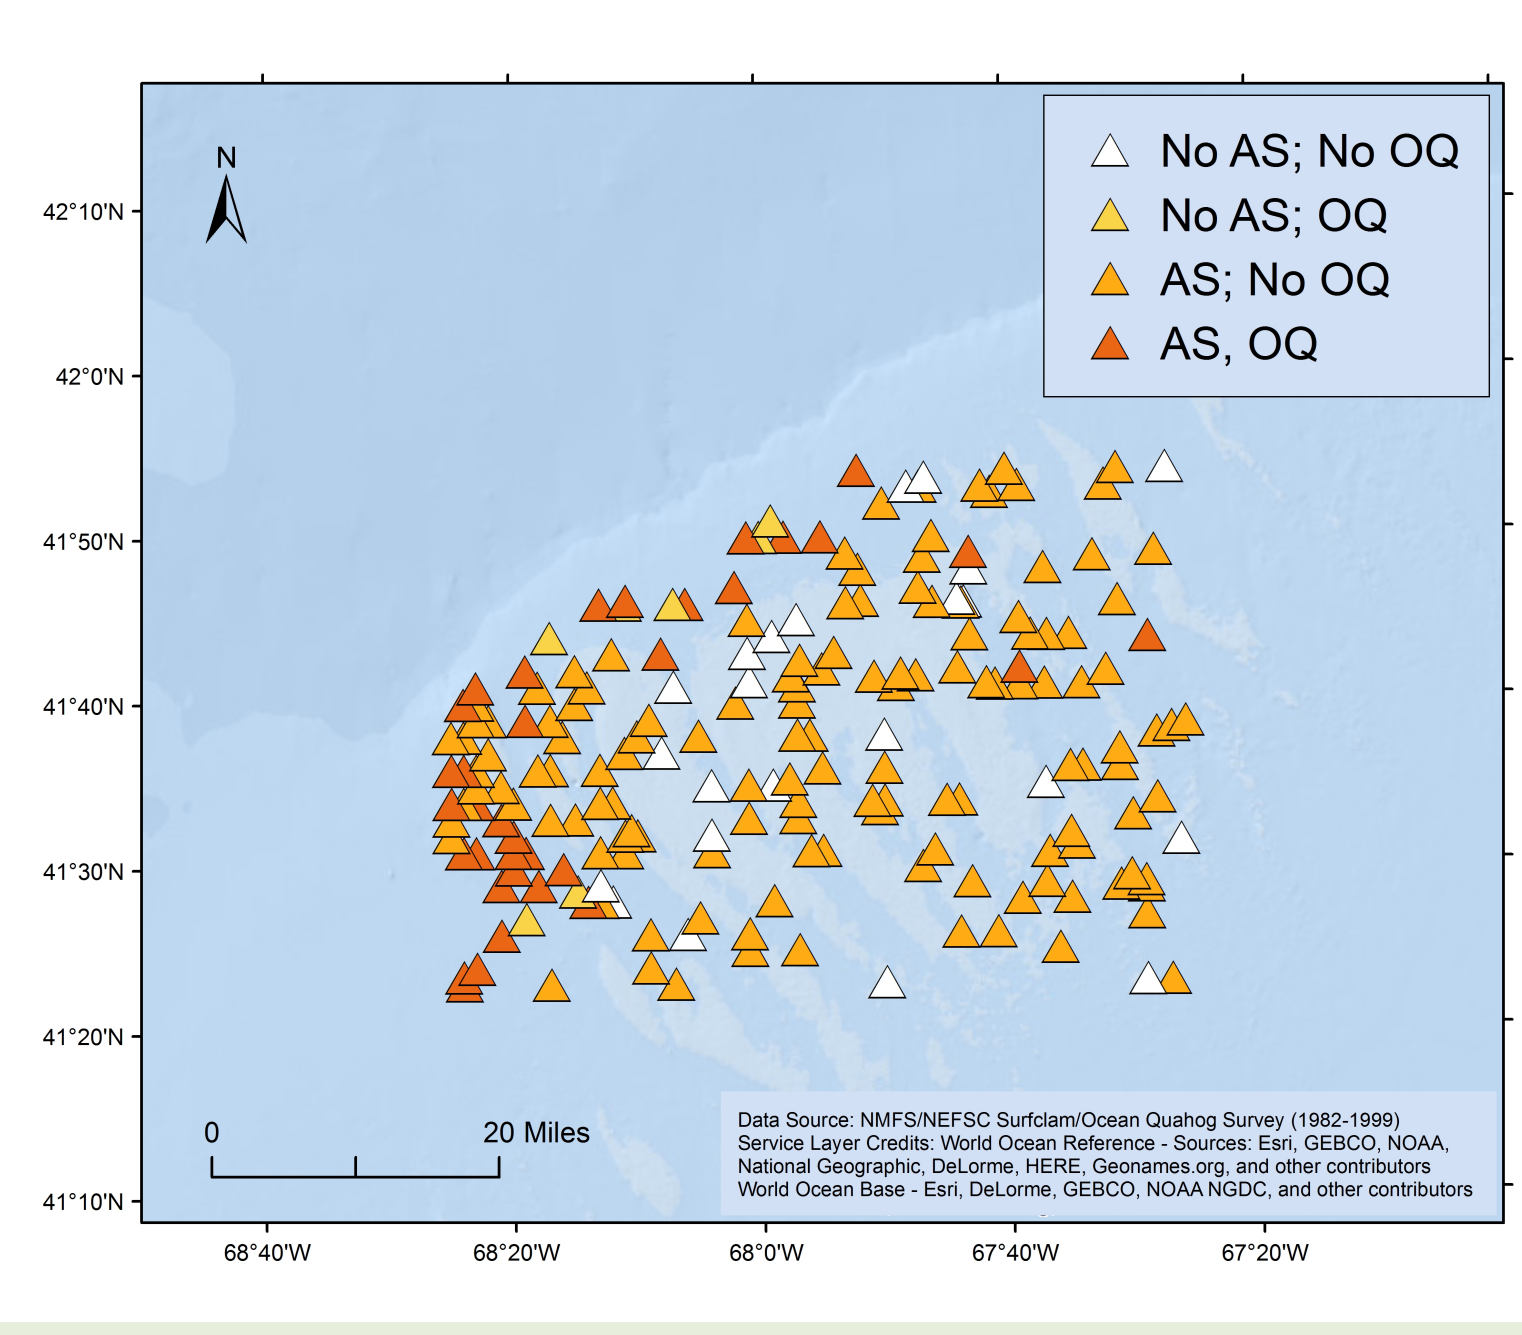 No AS; No OQ
No AS; OQ
AS; No OQ
AS, OQ
N
42°10'N
42°0'N
41°50'N
41°40'N
41°30'N
41°20'N
41°10'N
0 20 Miles
Data Source: NMFS/NEFSC Surfclam/Ocean Quahog Survey (1982-1999)
Service Layer Credits: World Ocean Reference - Sources: Esri, GEBCO, NOAA,
National Geographic, DeLorme, HERE, Geonames.org, and other contributors
World Ocean Base - Esri, DeLorme, GEBCO, NOAA NGDC, and other contributors
68°40'W 68°20'W 68°0'W 67°40'W 67°20'W